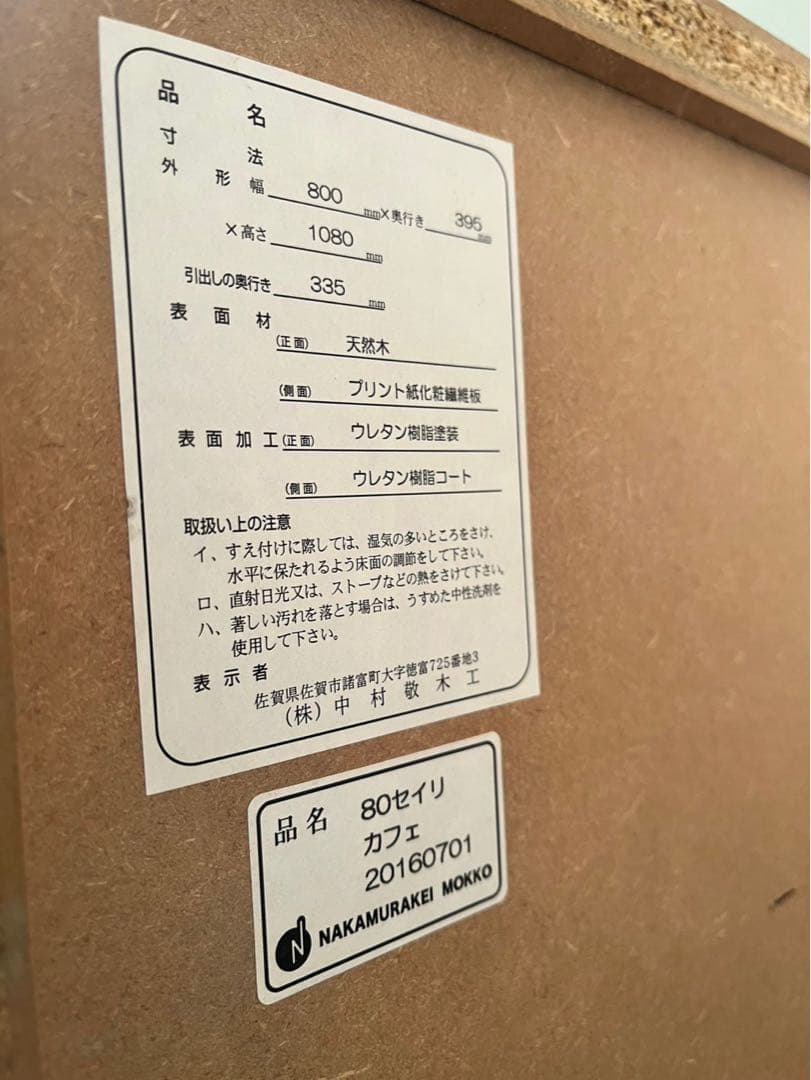 品名
寸法
外形幅 800 mm×奥行き 395 mm
×高さ 1080 mm
引出しの奥行き 335 mm
表面材
(正面) 天然木
(側面) プリント紙化粧繊維板
表面加工(正面) ウレタン樹脂塗装
(側面) ウレタン樹脂コート
取扱い上の注意
イ、すえ付けに際しては、湿気の多いところをさけ、
水平に保たれるよう床面の調節をして下さい。
ロ、直射日光又は、ストーブなどの熱をさけて下さい。
ハ、著しい汚れを落とす場合は、うすめた中性洗剤を
使用して下さい。
表示者
佐賀県佐賀市諸富町大字徳富725番地3
(株)中村敬木工
品名 80セイリ
カフェ
20160701
N NAKAMURAKEI MOKKO